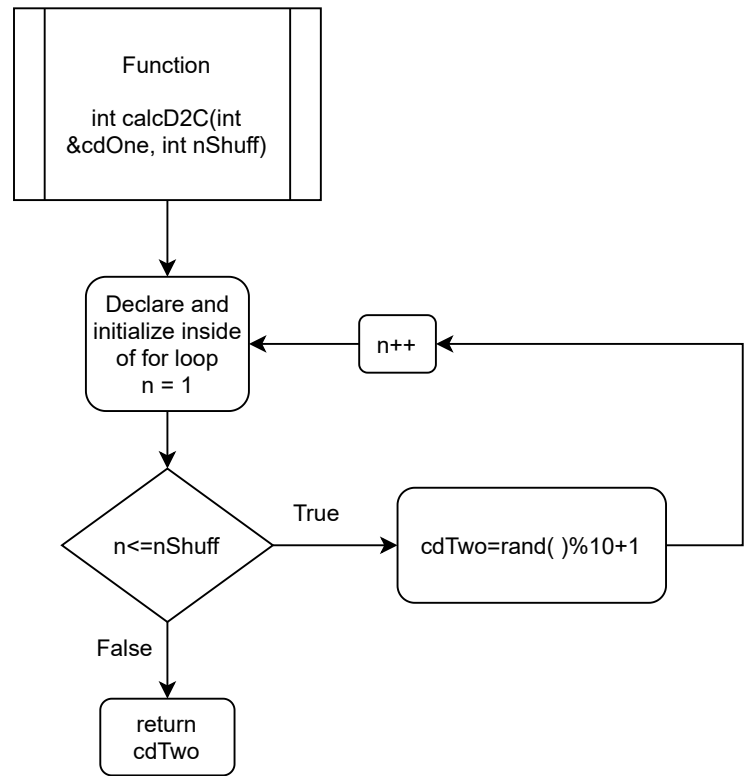 Function
int calcD2C(int
&cdOne, int nShuff)
Declare and
initialize inside
of for loop
n = 1
n++
n<=nShuff
True
cdTwo=rand( )%10+1
False
return
cdTwo